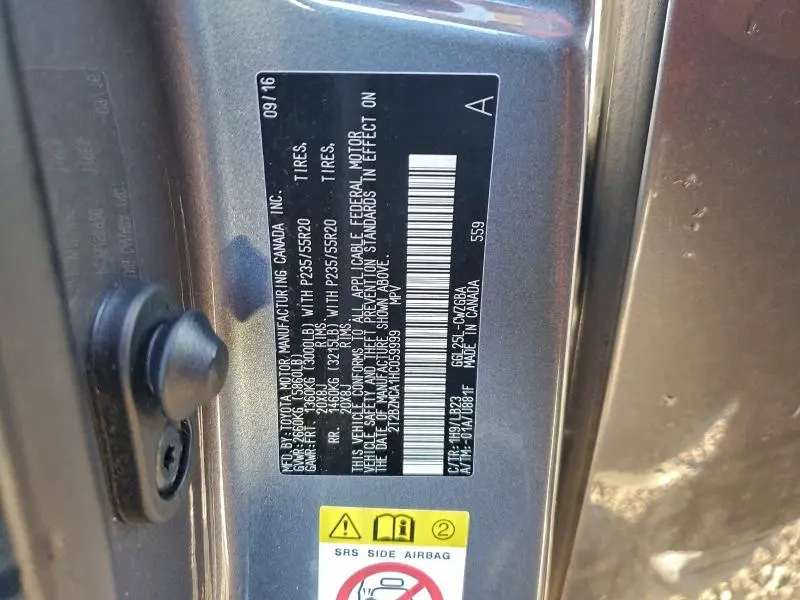 MFD.BY:TOYOTA MOTOR MANUFACTURING CANADA INC. 09/16
GVWR:2660KG(5860LB)
GAWR:FRT. 1360KG(3000LB) WITH P235/55R20 TIRES,
20X8J RIMS,
RR. 1460KG(3215LB) WITH P235/55R20 TIRES,
20X8J RIMS.
THIS VEHICLE CONFORMS TO ALL APPLICABLE FEDERAL MOTOR
VEHICLE SAFETY AND THEFT PREVENTION STANDARDS IN EFFECT ON
THE DATE OF MANUFACTURE SHOWN ABOVE.
2T2BZMCA1HC059999 MPV
C/TR:1H9/LB23 GGL25L-CWZGBA 559
A/TM:-01A/U881F MADE IN CANADA A
2
SRS SIDE AIRBAG